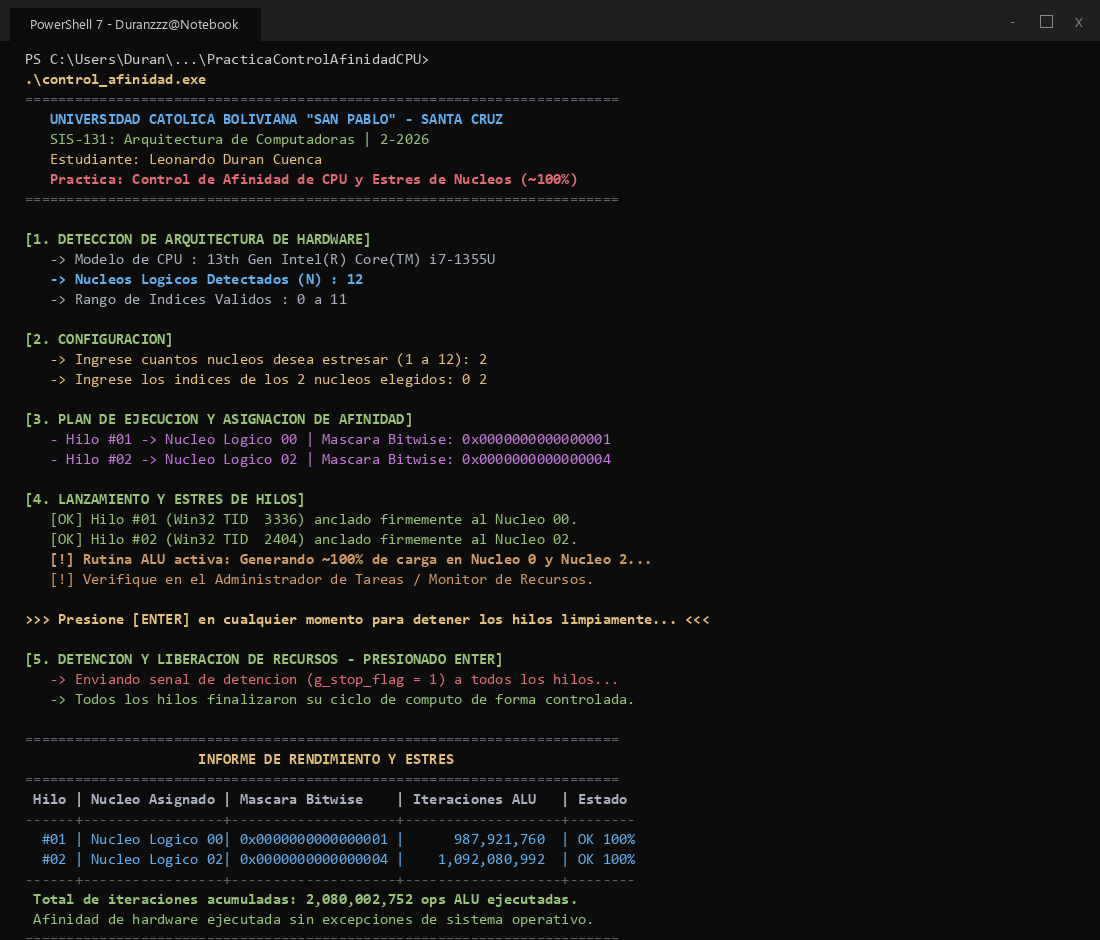 PowerShell 7 - Duranzzz@Notebook
PS C:\Users\Duran\...\PracticaControlAfinidadCPU>
.\control_afinidad.exe
========================================================================
UNIVERSIDAD CATOLICA BOLIVIANA "SAN PABLO" - SANTA CRUZ
SIS-131: Arquitectura de Computadoras | 2-2026
Estudiante: Leonardo Duran Cuenca
Practica: Control de Afinidad de CPU y Estres de Nucleos (~100%)
========================================================================
[1. DETECCION DE ARQUITECTURA DE HARDWARE]
-> Modelo de CPU : 13th Gen Intel(R) Core(TM) i7-1355U
-> Nucleos Logicos Detectados (N) : 12
-> Rango de Indices Validos : 0 a 11
[2. CONFIGURACION]
-> Ingrese cuantos nucleos desea estresar (1 a 12): 2
-> Ingrese los indices de los 2 nucleos elegidos: 0 2
[3. PLAN DE EJECUCION Y ASIGNACION DE AFINIDAD]
- Hilo #01 -> Nucleo Logico 00 | Mascara Bitwise: 0x0000000000000001
- Hilo #02 -> Nucleo Logico 02 | Mascara Bitwise: 0x0000000000000004
[4. LANZAMIENTO Y ESTRES DE HILOS]
[OK] Hilo #01 (Win32 TID  3336) anclado firmemente al Nucleo 00.
[OK] Hilo #02 (Win32 TID  2404) anclado firmemente al Nucleo 02.
[!] Rutina ALU activa: Generando ~100% de carga en Nucleo 0 y Nucleo 2...
[!] Verifique en el Administrador de Tareas / Monitor de Recursos.
>>> Presione [ENTER] en cualquier momento para detener los hilos limpiamente... <<<
[5. DETENCION Y LIBERACION DE RECURSOS - PRESIONADO ENTER]
-> Enviando senal de detencion (g_stop_flag = 1) a todos los hilos...
-> Todos los hilos finalizaron su ciclo de computo de forma controlada.
========================================================================
INFORME DE RENDIMIENTO Y ESTRES
========================================================================
Hilo | Nucleo Asignado | Mascara Bitwise    | Iteraciones ALU   | Estado
------+-----------------+--------------------+-------------------+--------
#01 | Nucleo Logico 00| 0x0000000000000001 |      987,921,760  | OK 100%
#02 | Nucleo Logico 02| 0x0000000000000004 |    1,092,080,992  | OK 100%
------+-----------------+--------------------+-------------------+--------
Total de iteraciones acumuladas: 2,080,002,752 ops ALU ejecutadas.
Afinidad de hardware ejecutada sin excepciones de sistema operativo.
========================================================================